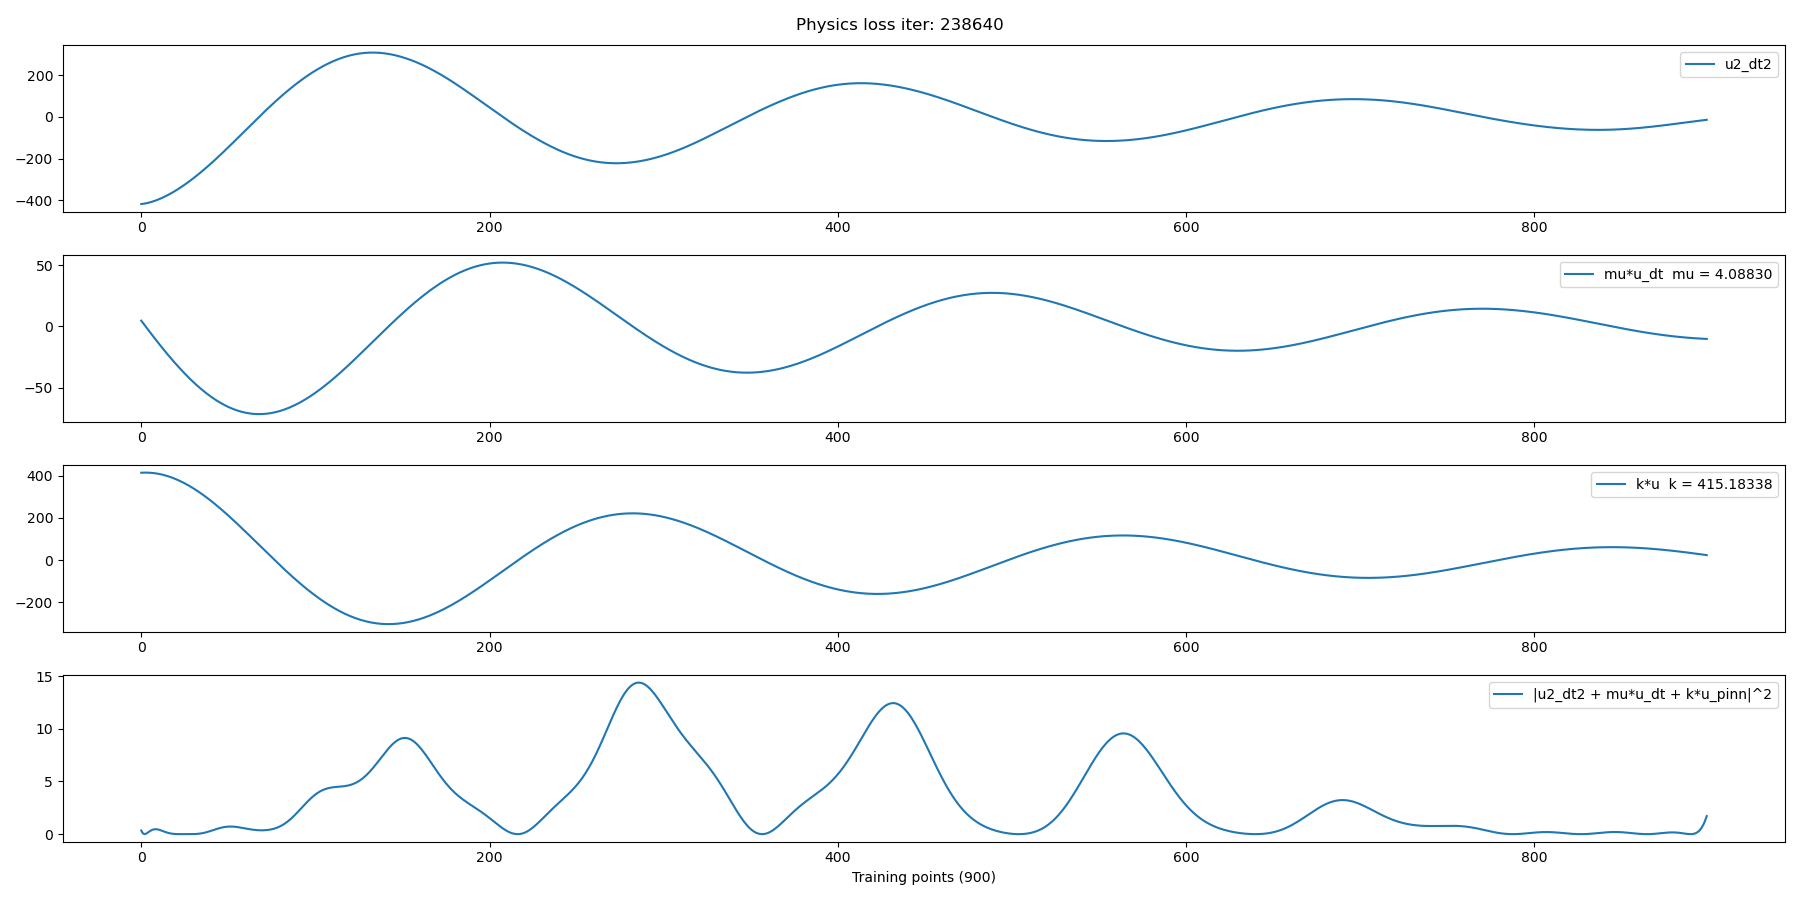 Physics loss iter: 238640
u2_dt2
200
0
−200
−400
0 200 400 600 800
mu*u_dt  mu = 4.08830
50
0
−50
0 200 400 600 800
k*u  k = 415.18338
400
200
0
−200
0 200 400 600 800
|u2_dt2 + mu*u_dt + k*u_pinn|^2
15
10
5
0
0 200 400 600 800
Training points (900)